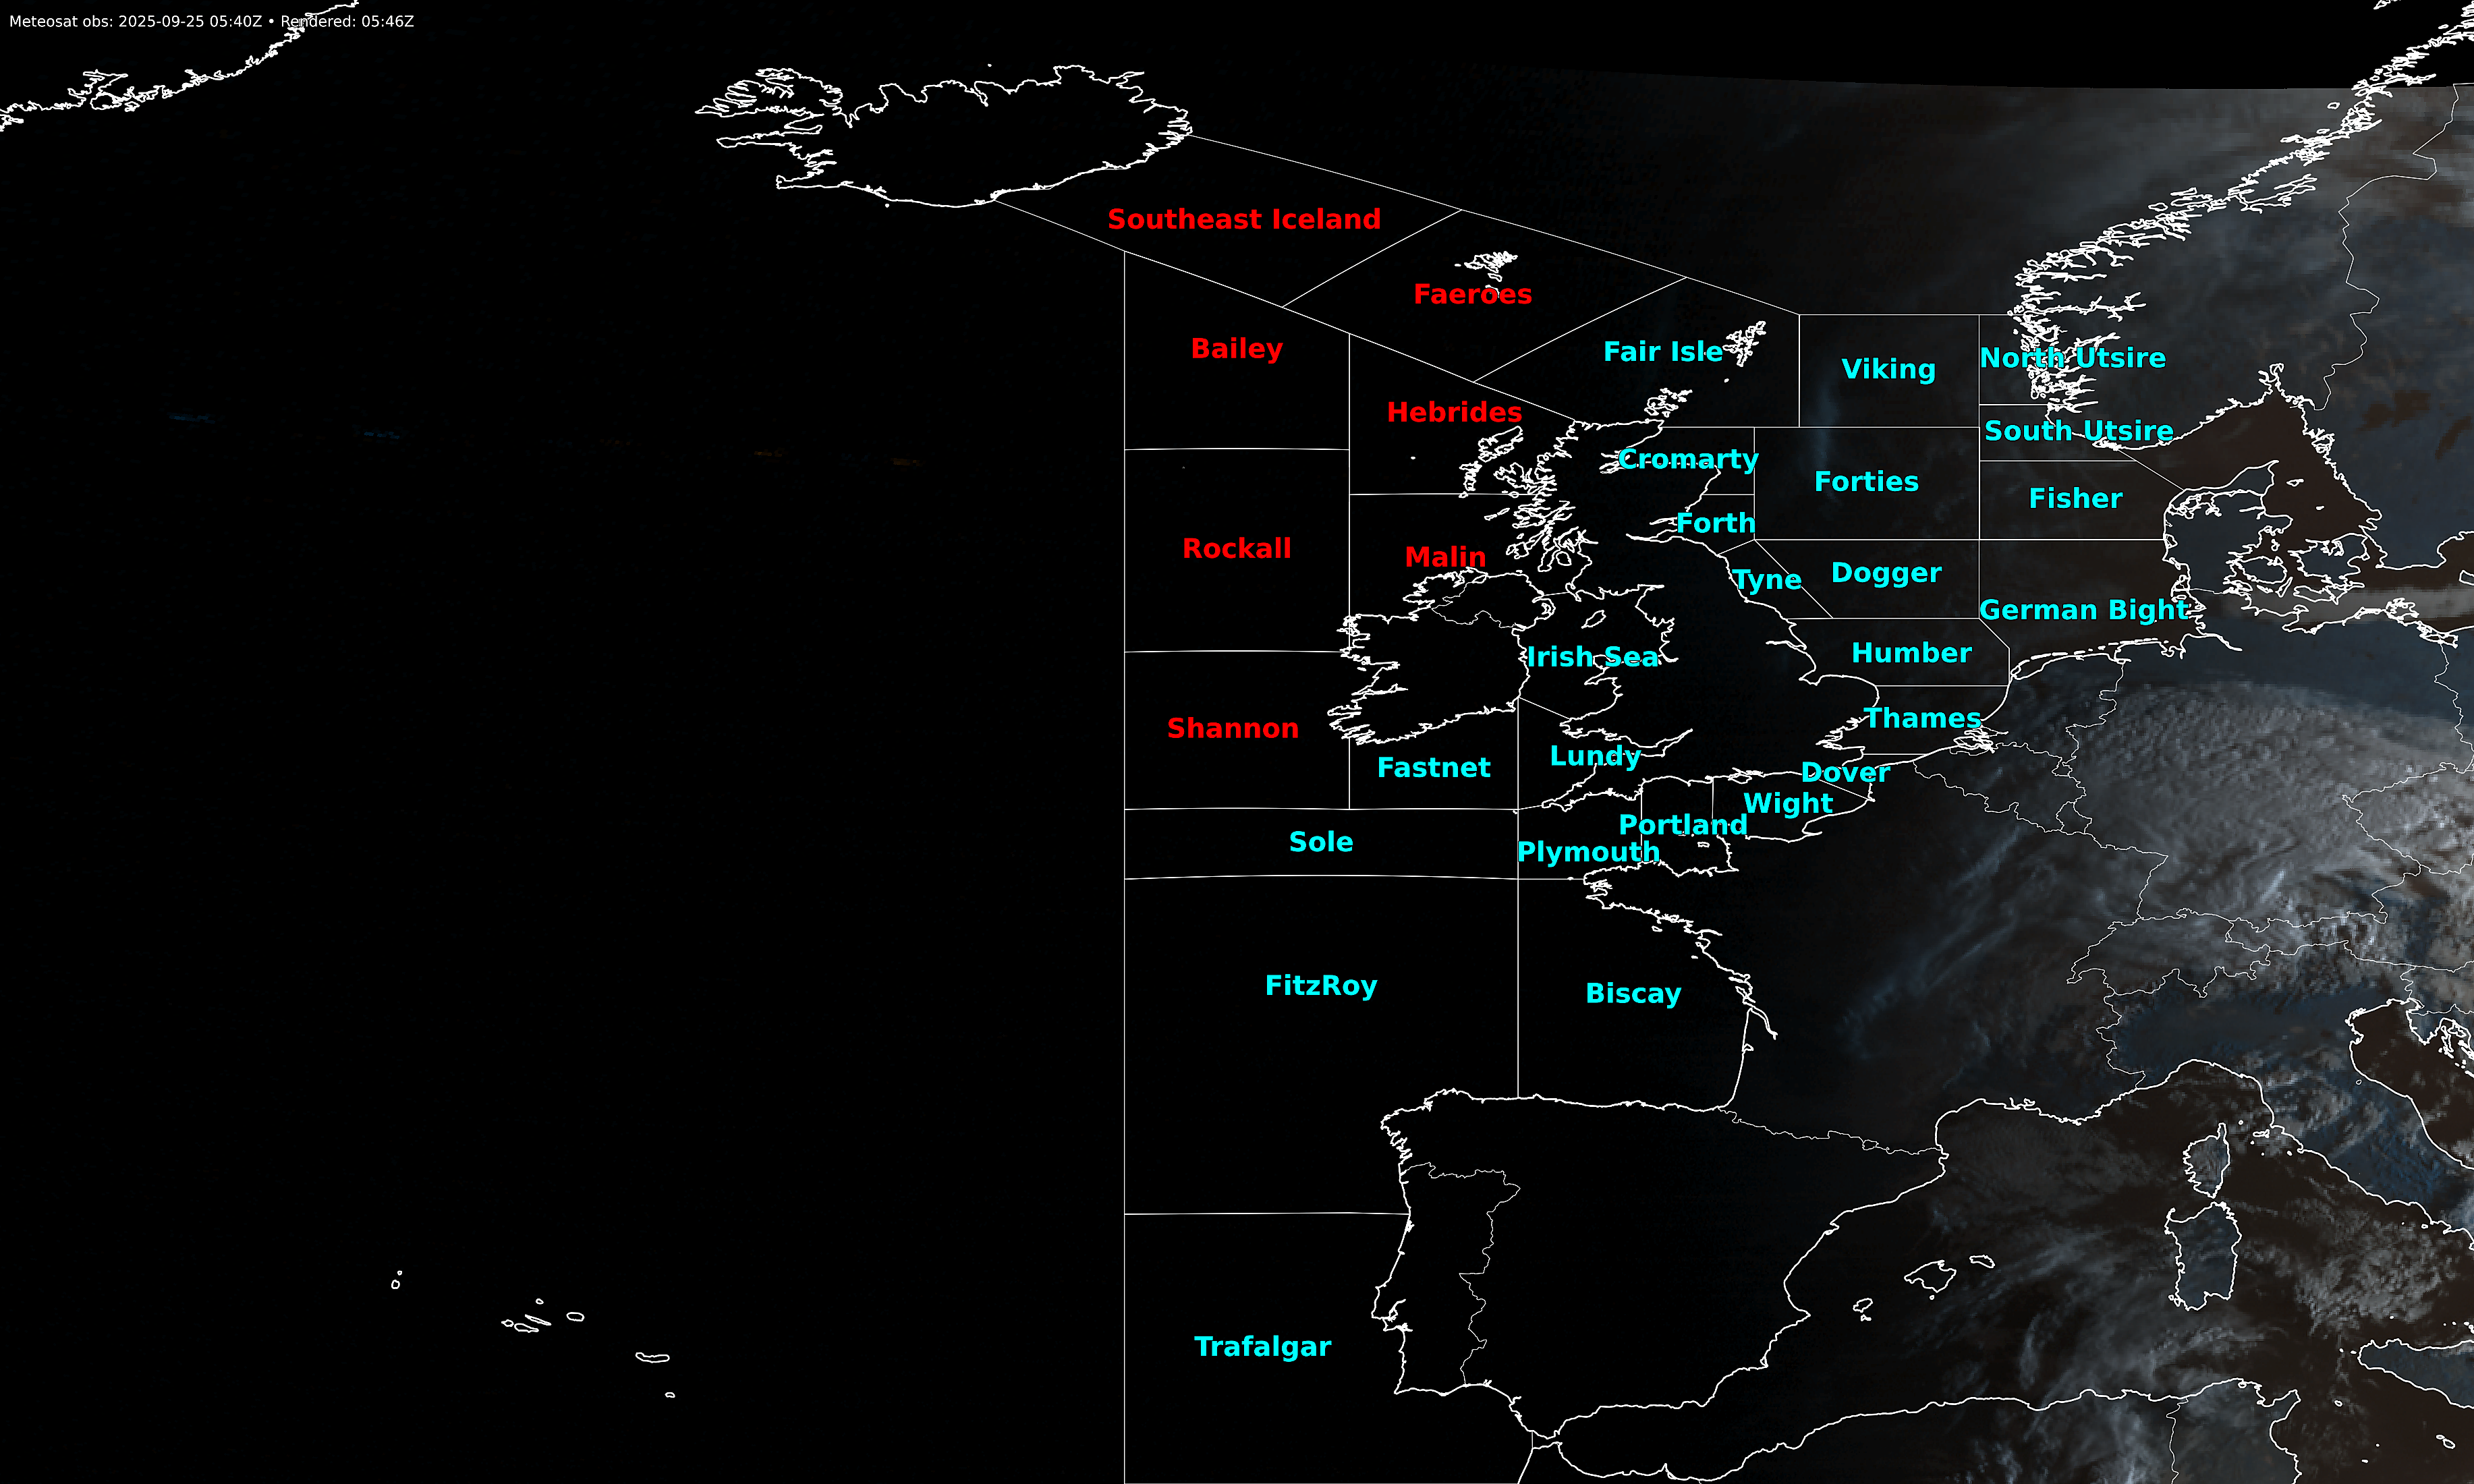 Meteosat obs: 2025-09-25 05:40Z • Rendered: 05:46Z
Southeast Iceland
Faeroes
Bailey
Fair Isle
Viking
North Utsire
Hebrides
South Utsire
Cromarty
Forties
Fisher
Forth
Rockall
Malin
Tyne
Dogger
German Bight
Irish Sea
Humber
Shannon
Thames
Fastnet
Lundy
Dover
Wight
Portland
Sole
Plymouth
FitzRoy
Biscay
Trafalgar